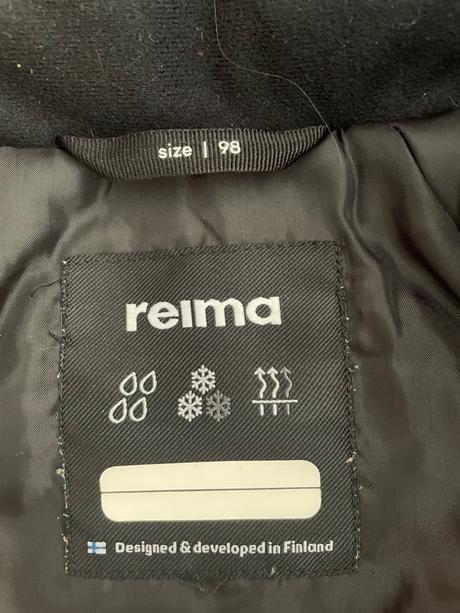 size | 98
reima
Designed & developed in Finland